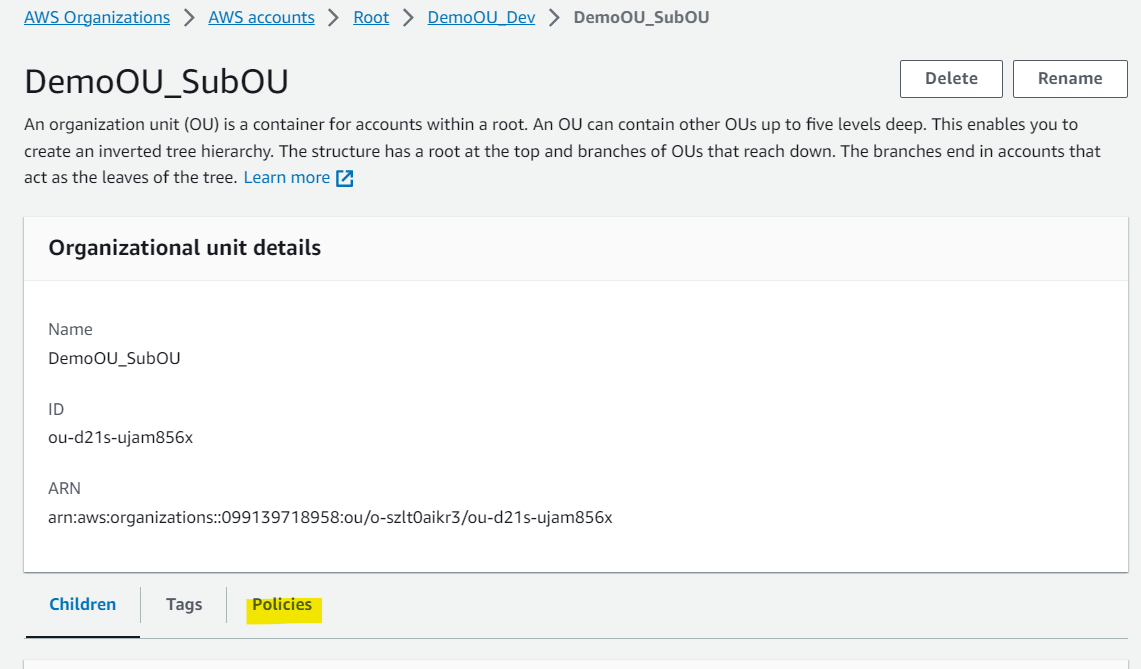 AWS Organizations > AWS accounts > Root > DemoOU_Dev > DemoOU_SubOU
DemoOU_SubOU
Delete
Rename
An organization unit (OU) is a container for accounts within a root. An OU can contain other OUs up to five levels deep. This enables you to
create an inverted tree hierarchy. The structure has a root at the top and branches of OUs that reach down. The branches end in accounts that
act as the leaves of the tree. Learn more
Organizational unit details
Name
DemoOU_SubOU
ID
ou-d21s-ujam856x
ARN
arn:aws:organizations::099139718958:ou/o-szlt0aikr3/ou-d21s-ujam856x
Children
Tags
Policies